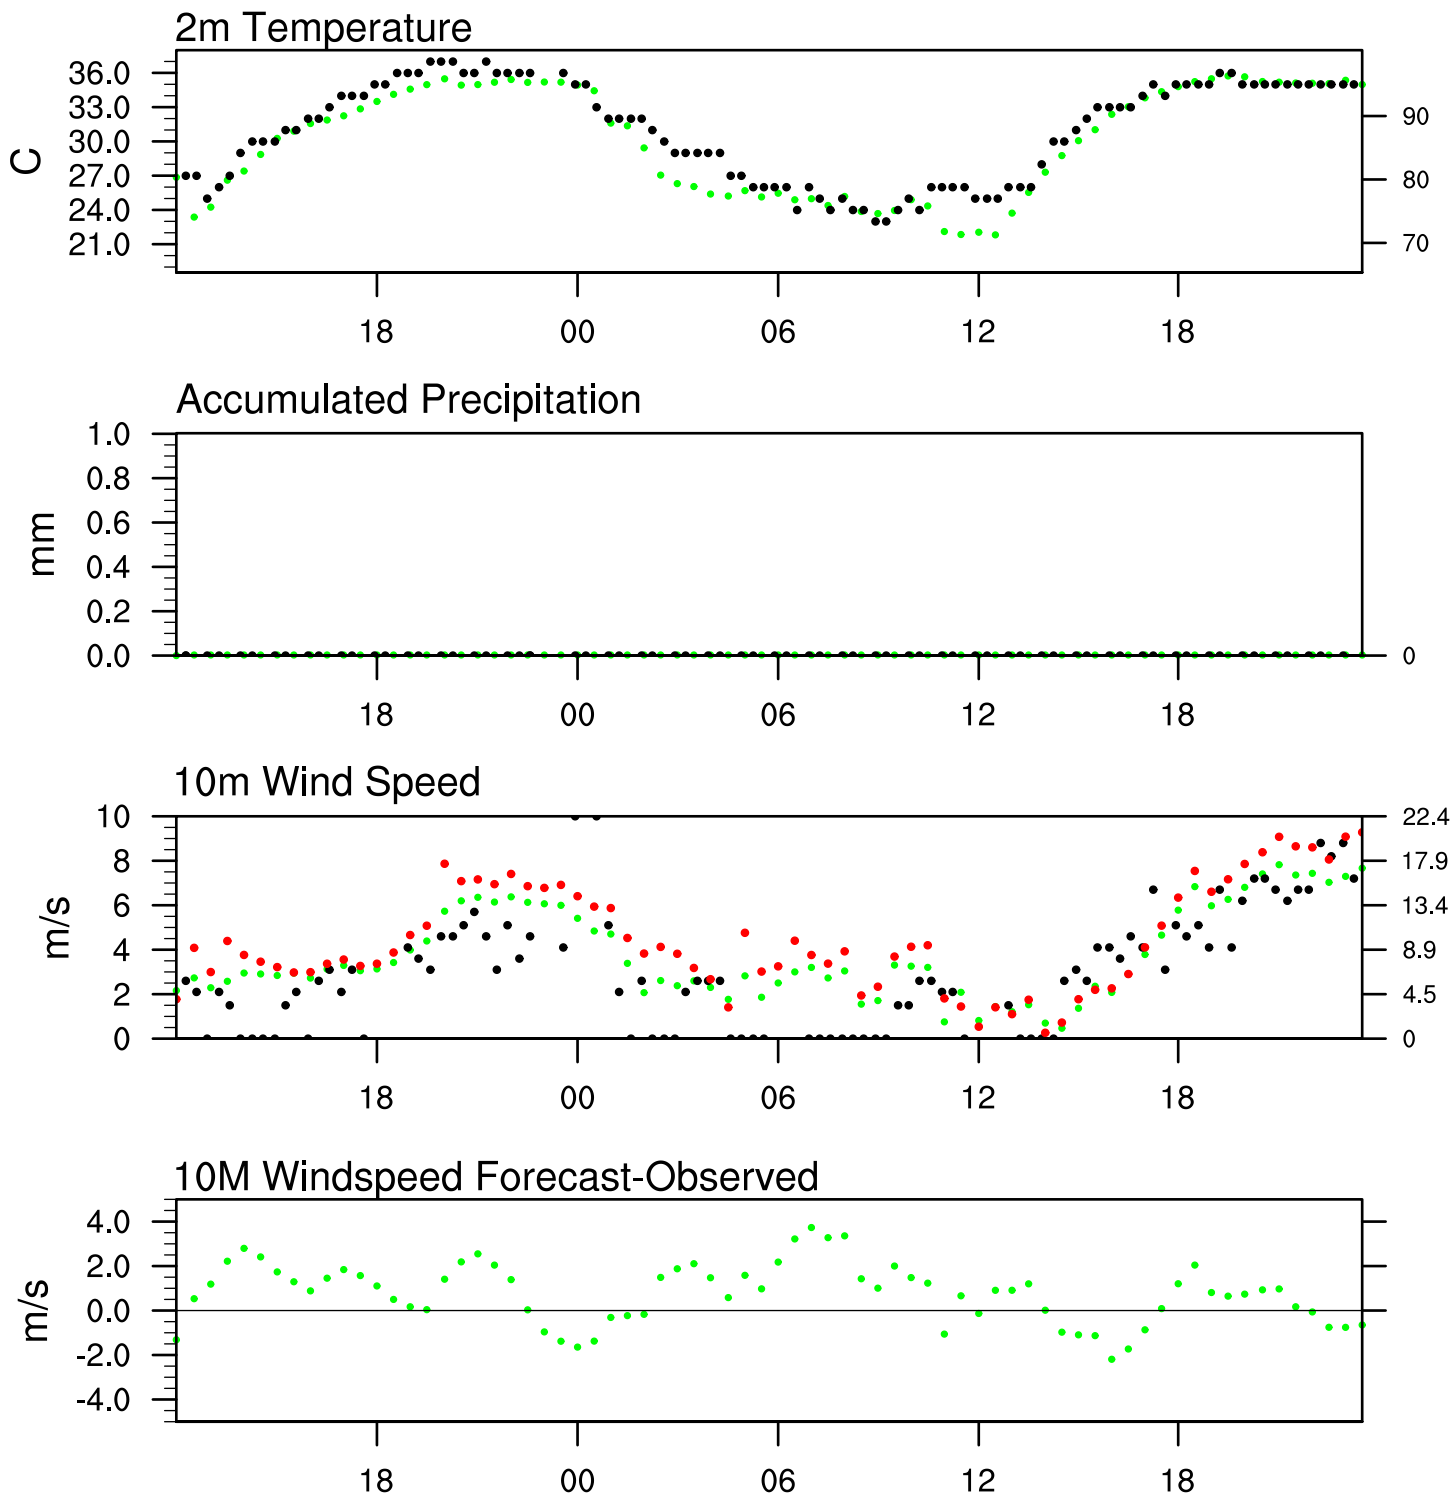 2m Temperature
36.0
33.0
30.0
27.0
24.0
21.0
C
90
80
70
18 00 06 12 18
Accumulated Precipitation
1.0
0.8
0.6
0.4
0.2
0.0
mm
0
18 00 06 12 18
10m Wind Speed
10
8
6
4
2
0
m/s
22.4
17.9
13.4
8.9
4.5
0
18 00 06 12 18
10M Windspeed Forecast-Observed
4.0
2.0
0.0
-2.0
-4.0
m/s
18 00 06 12 18